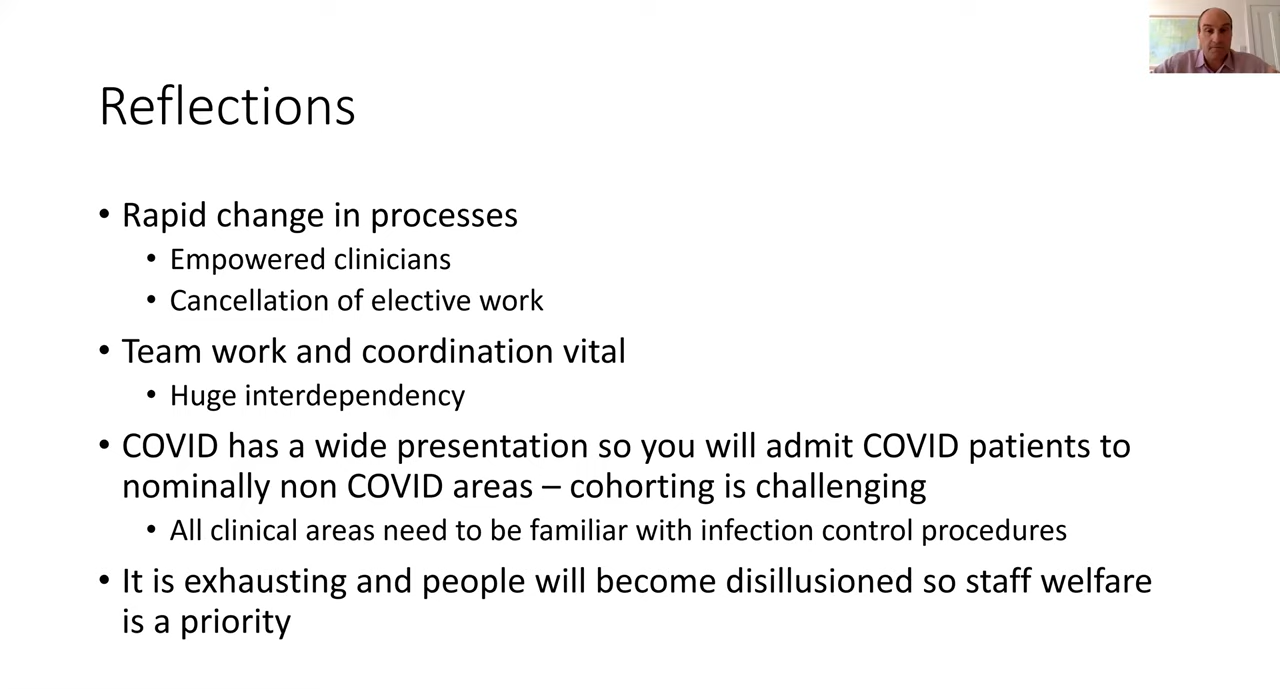 Reflections
• Rapid change in processes
• Empowered clinicians
• Cancellation of elective work
• Team work and coordination vital
• Huge interdependency
• COVID has a wide presentation so you will admit COVID patients to
nominally non COVID areas – cohorting is challenging
• All clinical areas need to be familiar with infection control procedures
• It is exhausting and people will become disillusioned so staff welfare
is a priority